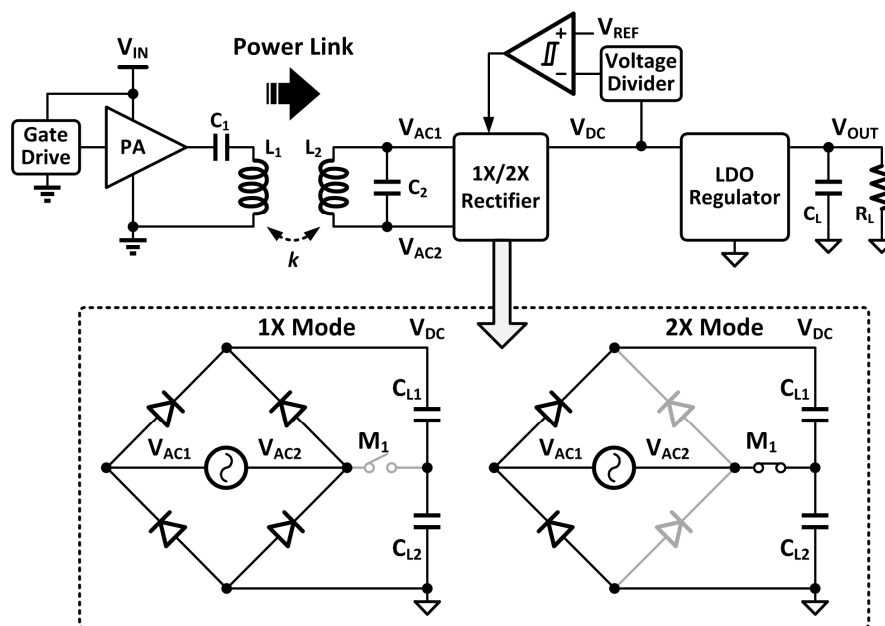 V_IN
Power Link
V_REF
Voltage
Divider
Gate
Drive
PA
C_1
L_1
L_2
C_2
k
V_AC1
V_AC2
1X/2X
Rectifier
V_DC
LDO
Regulator
V_OUT
C_L
R_L
+
−
1X Mode
V_DC
C_L1
V_AC1
V_AC2
M_1
C_L2
2X Mode
V_DC
C_L1
V_AC1
V_AC2
M_1
C_L2